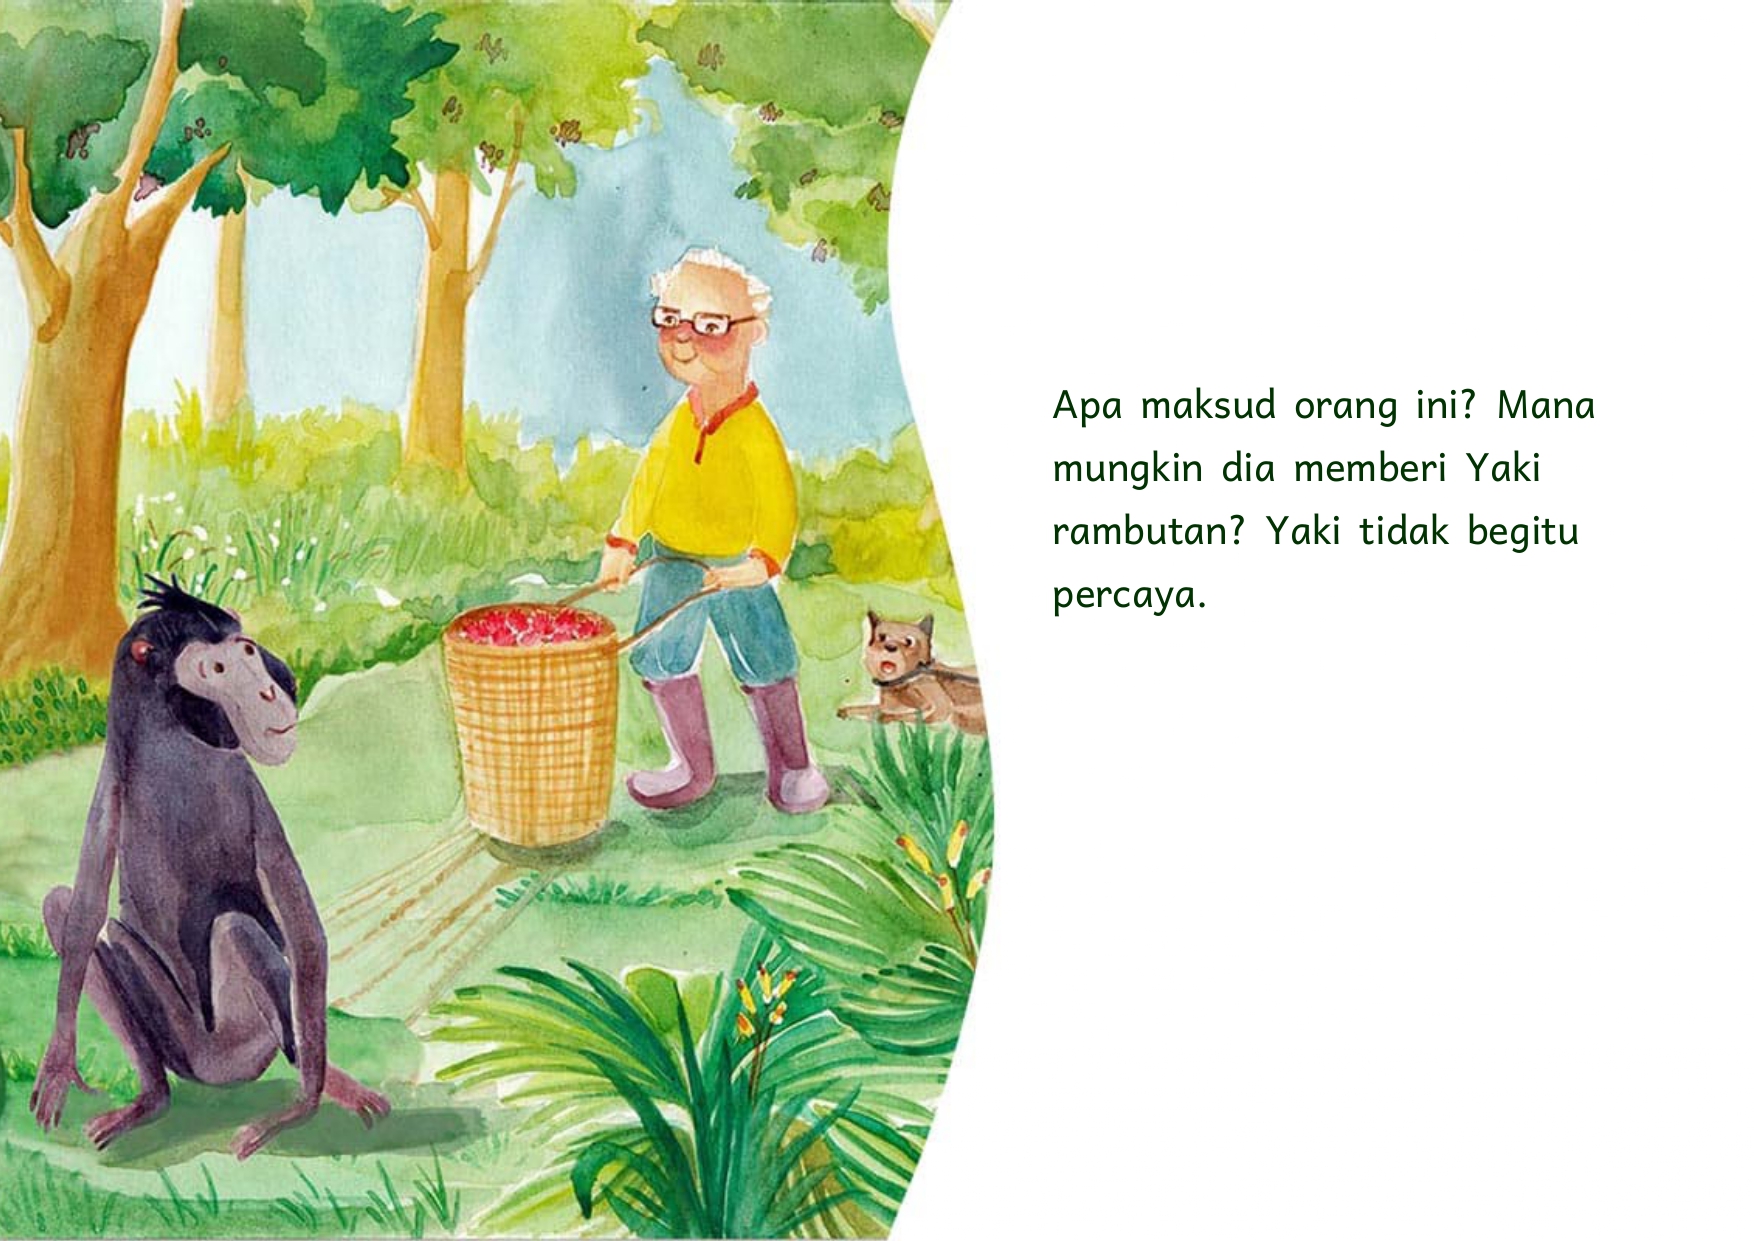 Apa maksud orang ini? Mana
mungkin dia memberi Yaki
rambutan? Yaki tidak begitu
percaya.